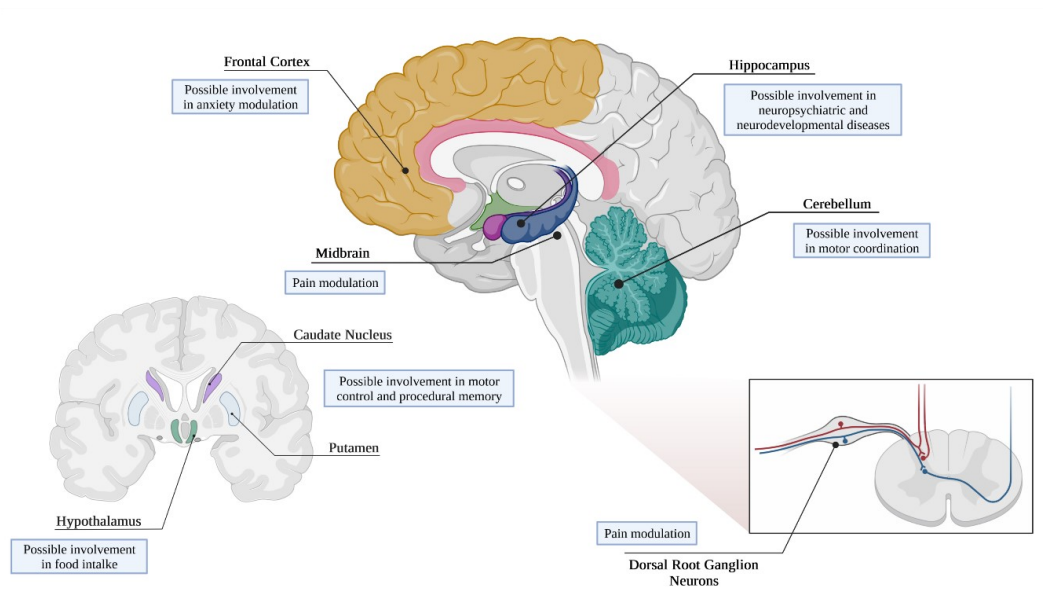 Frontal Cortex
Possible involvement
in anxiety modulation
Hippocampus
Possible involvement in
neuropsychiatric and
neurodevelopmental diseases
Cerebellum
Possible involvement
in motor coordination
Midbrain
Pain modulation
Caudate Nucleus
Possible involvement in motor
control and procedural memory
Putamen
Hypothalamus
Possible involvement
in food intalke
Pain modulation
Dorsal Root Ganglion
Neurons